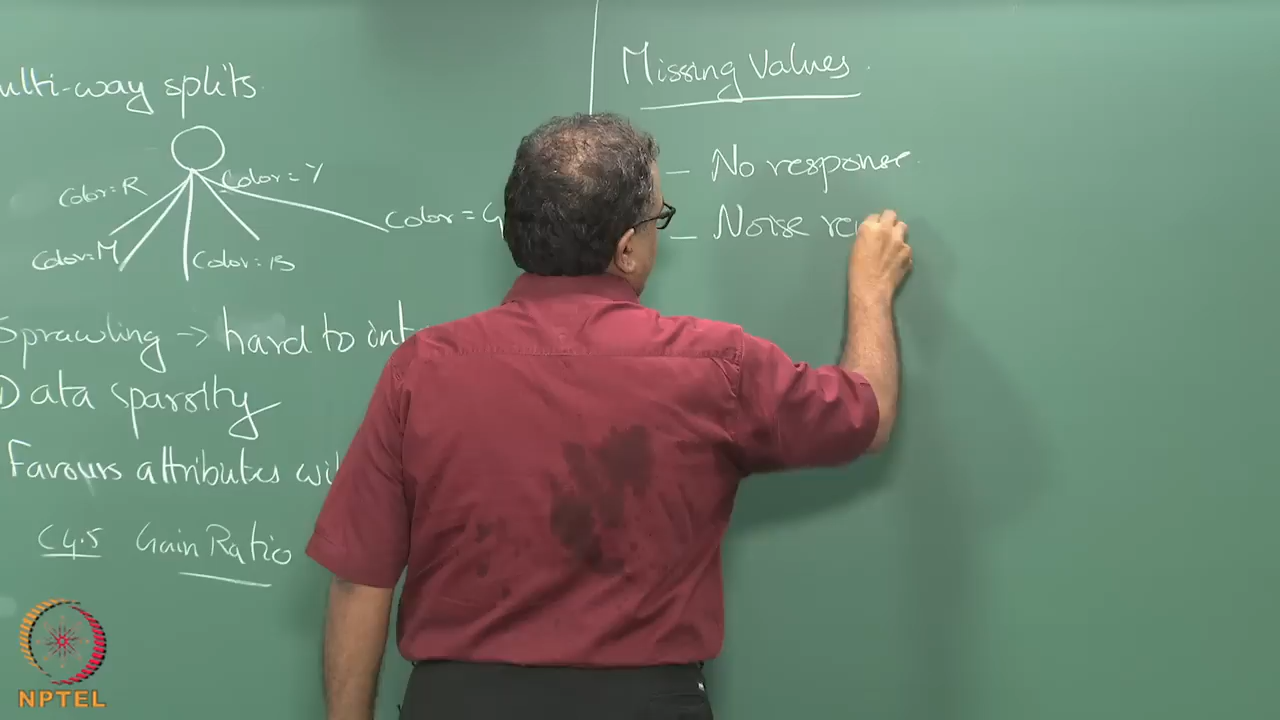 ulti-way splits
Color=R
Color=Y
Color=M
Color=B
Color=
Sprawling → hard to int
Data sparsity
Favours attributes wi
C4.5 Gain Ratio
Missing Values.
- No response.
- Noise re
NPTEL